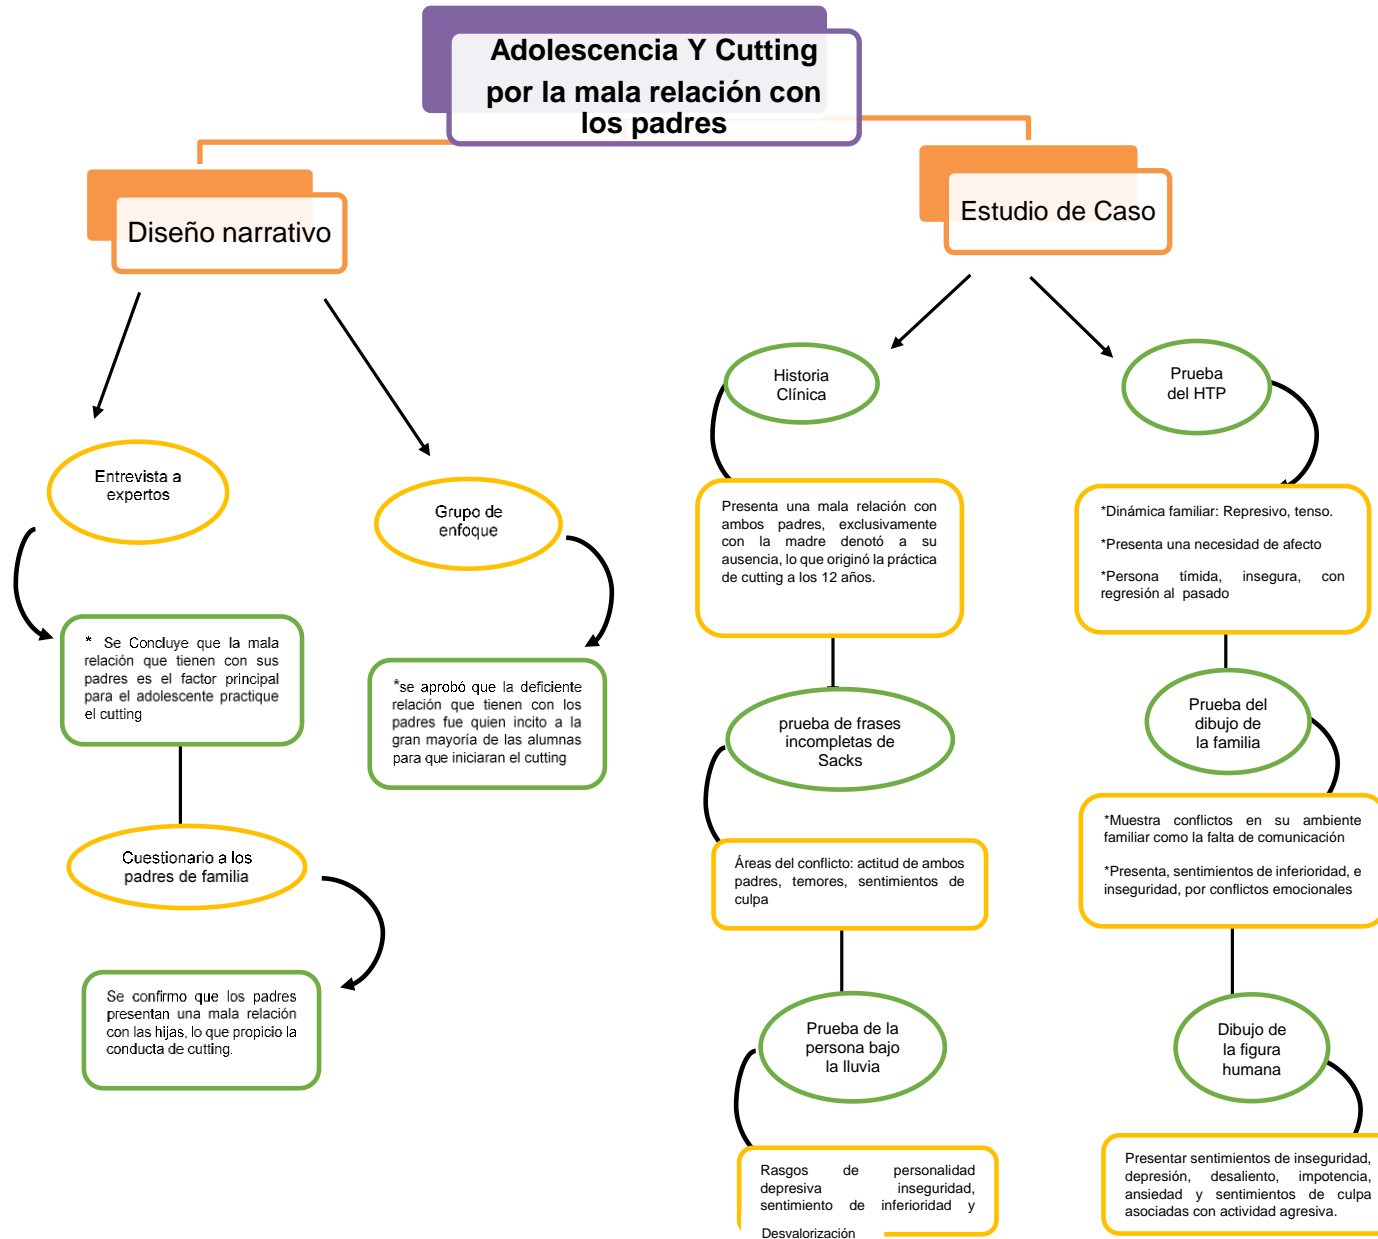 Adolescencia Y Cutting
por la mala relación con
los padres
Diseño narrativo
Estudio de Caso
Entrevista a
expertos
* Se Concluye que la mala
relación que tienen con sus
padres es el factor principal
para el adolescente practique
el cutting
Cuestionario a los
padres de familia
Se confirmo que los padres
presentan una mala relación
con las hijas, lo que propicio la
conducta de cutting.
Grupo de
enfoque
*se aprobó que la deficiente
relación que tienen con los
padres fue quien incito a la
gran mayoría de las alumnas
para que iniciaran el cutting
Historia
Clínica
Presenta una mala relación con
ambos padres, exclusivamente
con la madre denotó a su
ausencia, lo que originó la práctica
de cutting a los 12 años.
prueba de frases
incompletas de
Sacks
Áreas del conflicto: actitud de ambos
padres, temores, sentimientos de
culpa
Prueba de la
persona bajo
la lluvia
Rasgos de personalidad
depresiva inseguridad,
sentimiento de inferioridad y
Desvalorización
Prueba
del HTP
*Dinámica familiar: Represivo, tenso.
*Presenta una necesidad de afecto
*Persona tímida, insegura, con
regresión al pasado
Prueba del
dibujo de
la familia
*Muestra conflictos en su ambiente
familiar como la falta de comunicación
*Presenta, sentimientos de inferioridad, e
inseguridad, por conflictos emocionales
Dibujo de
la figura
humana
Presentar sentimientos de inseguridad,
depresión, desaliento, impotencia,
ansiedad y sentimientos de culpa
asociadas con actividad agresiva.